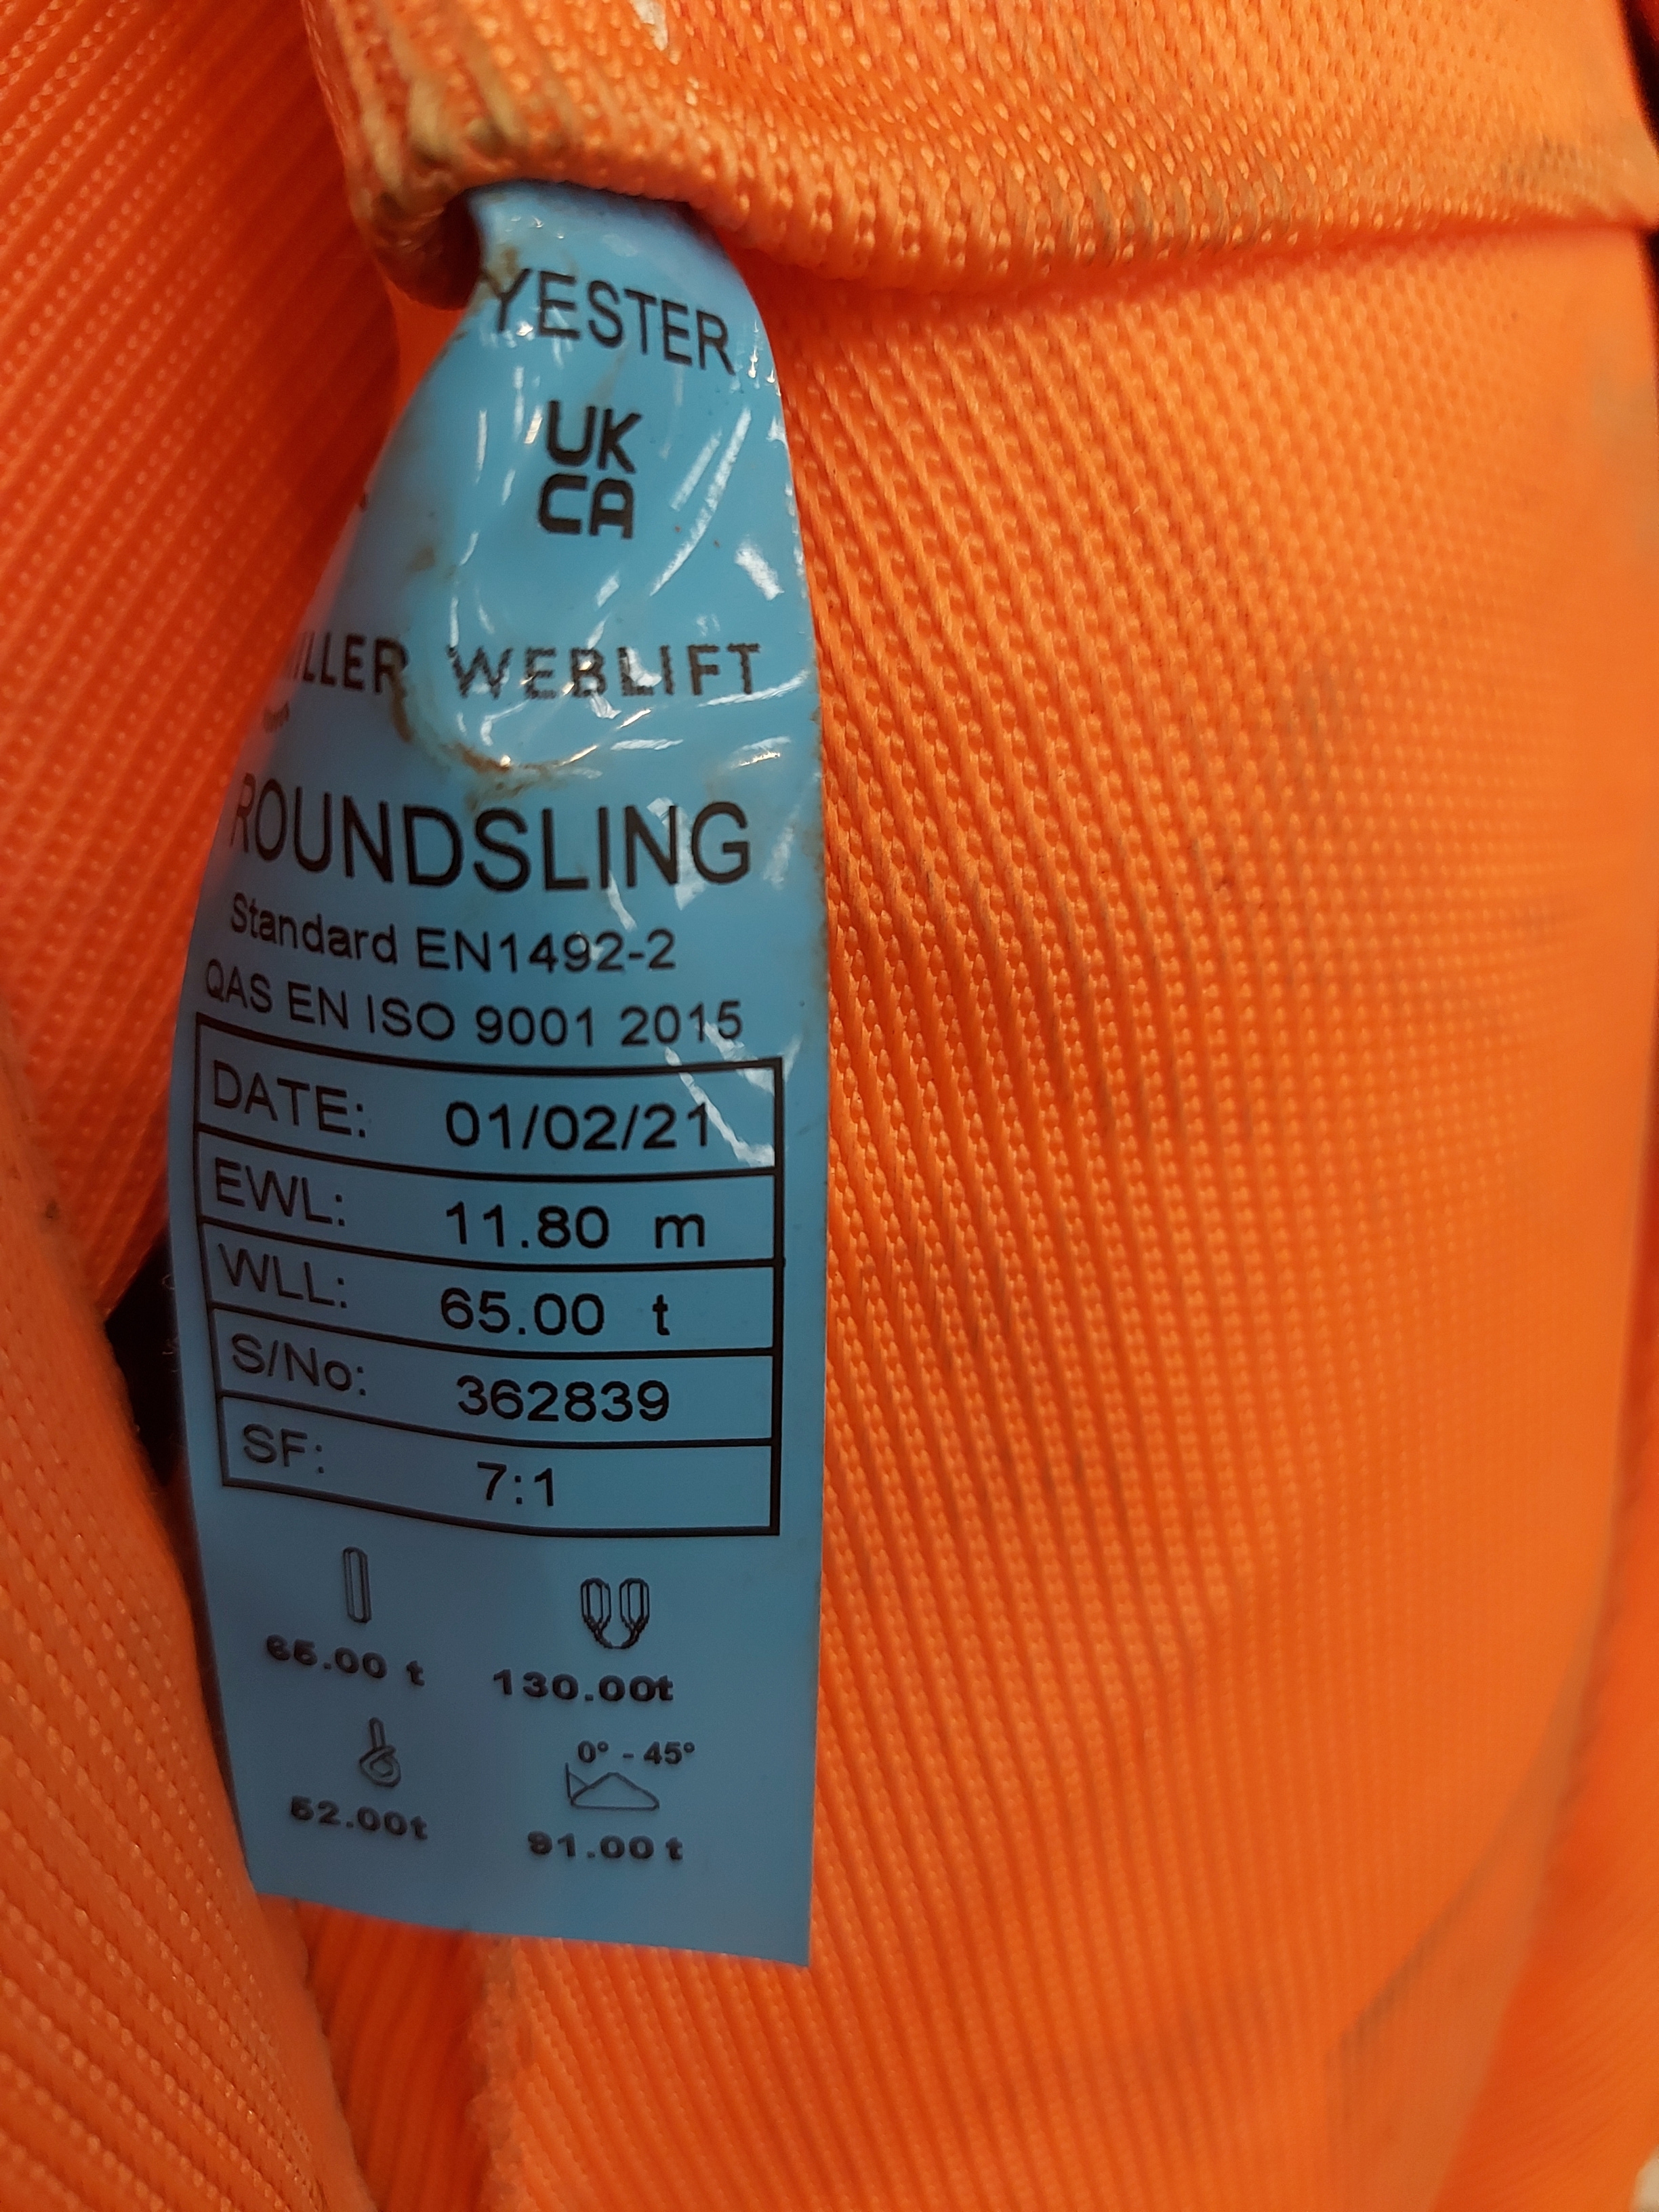 YESTER
UK
CA
ILLER WEBLIFT
ROUNDSLING
Standard EN1492-2
QAS EN ISO 9001 2015
DATE: 01/02/21
EWL: 11.80 m
WLL: 65.00 t
S/No: 362839
SF: 7:1
65.00 t 130.00t
0° - 45°
52.00t 91.00 t